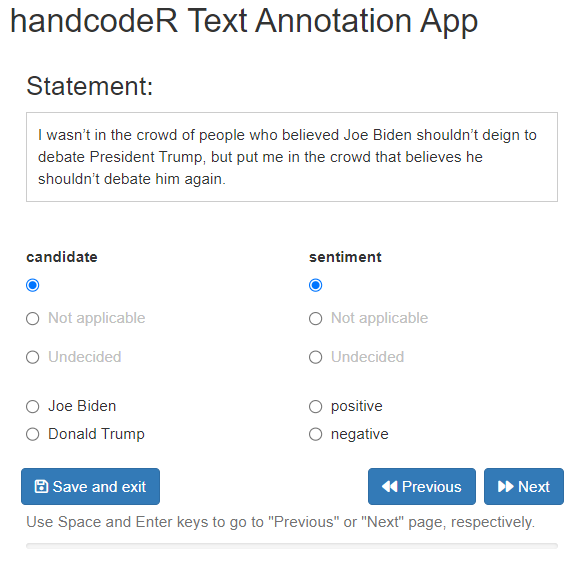 handcodeR Text Annotation App
Statement:
I wasn’t in the crowd of people who believed Joe Biden shouldn’t deign to
debate President Trump, but put me in the crowd that believes he
shouldn’t debate him again.
candidate
Not applicable
Undecided
Joe Biden
Donald Trump
sentiment
Not applicable
Undecided
positive
negative
Save and exit
Previous
Next
Use Space and Enter keys to go to "Previous" or "Next" page, respectively.